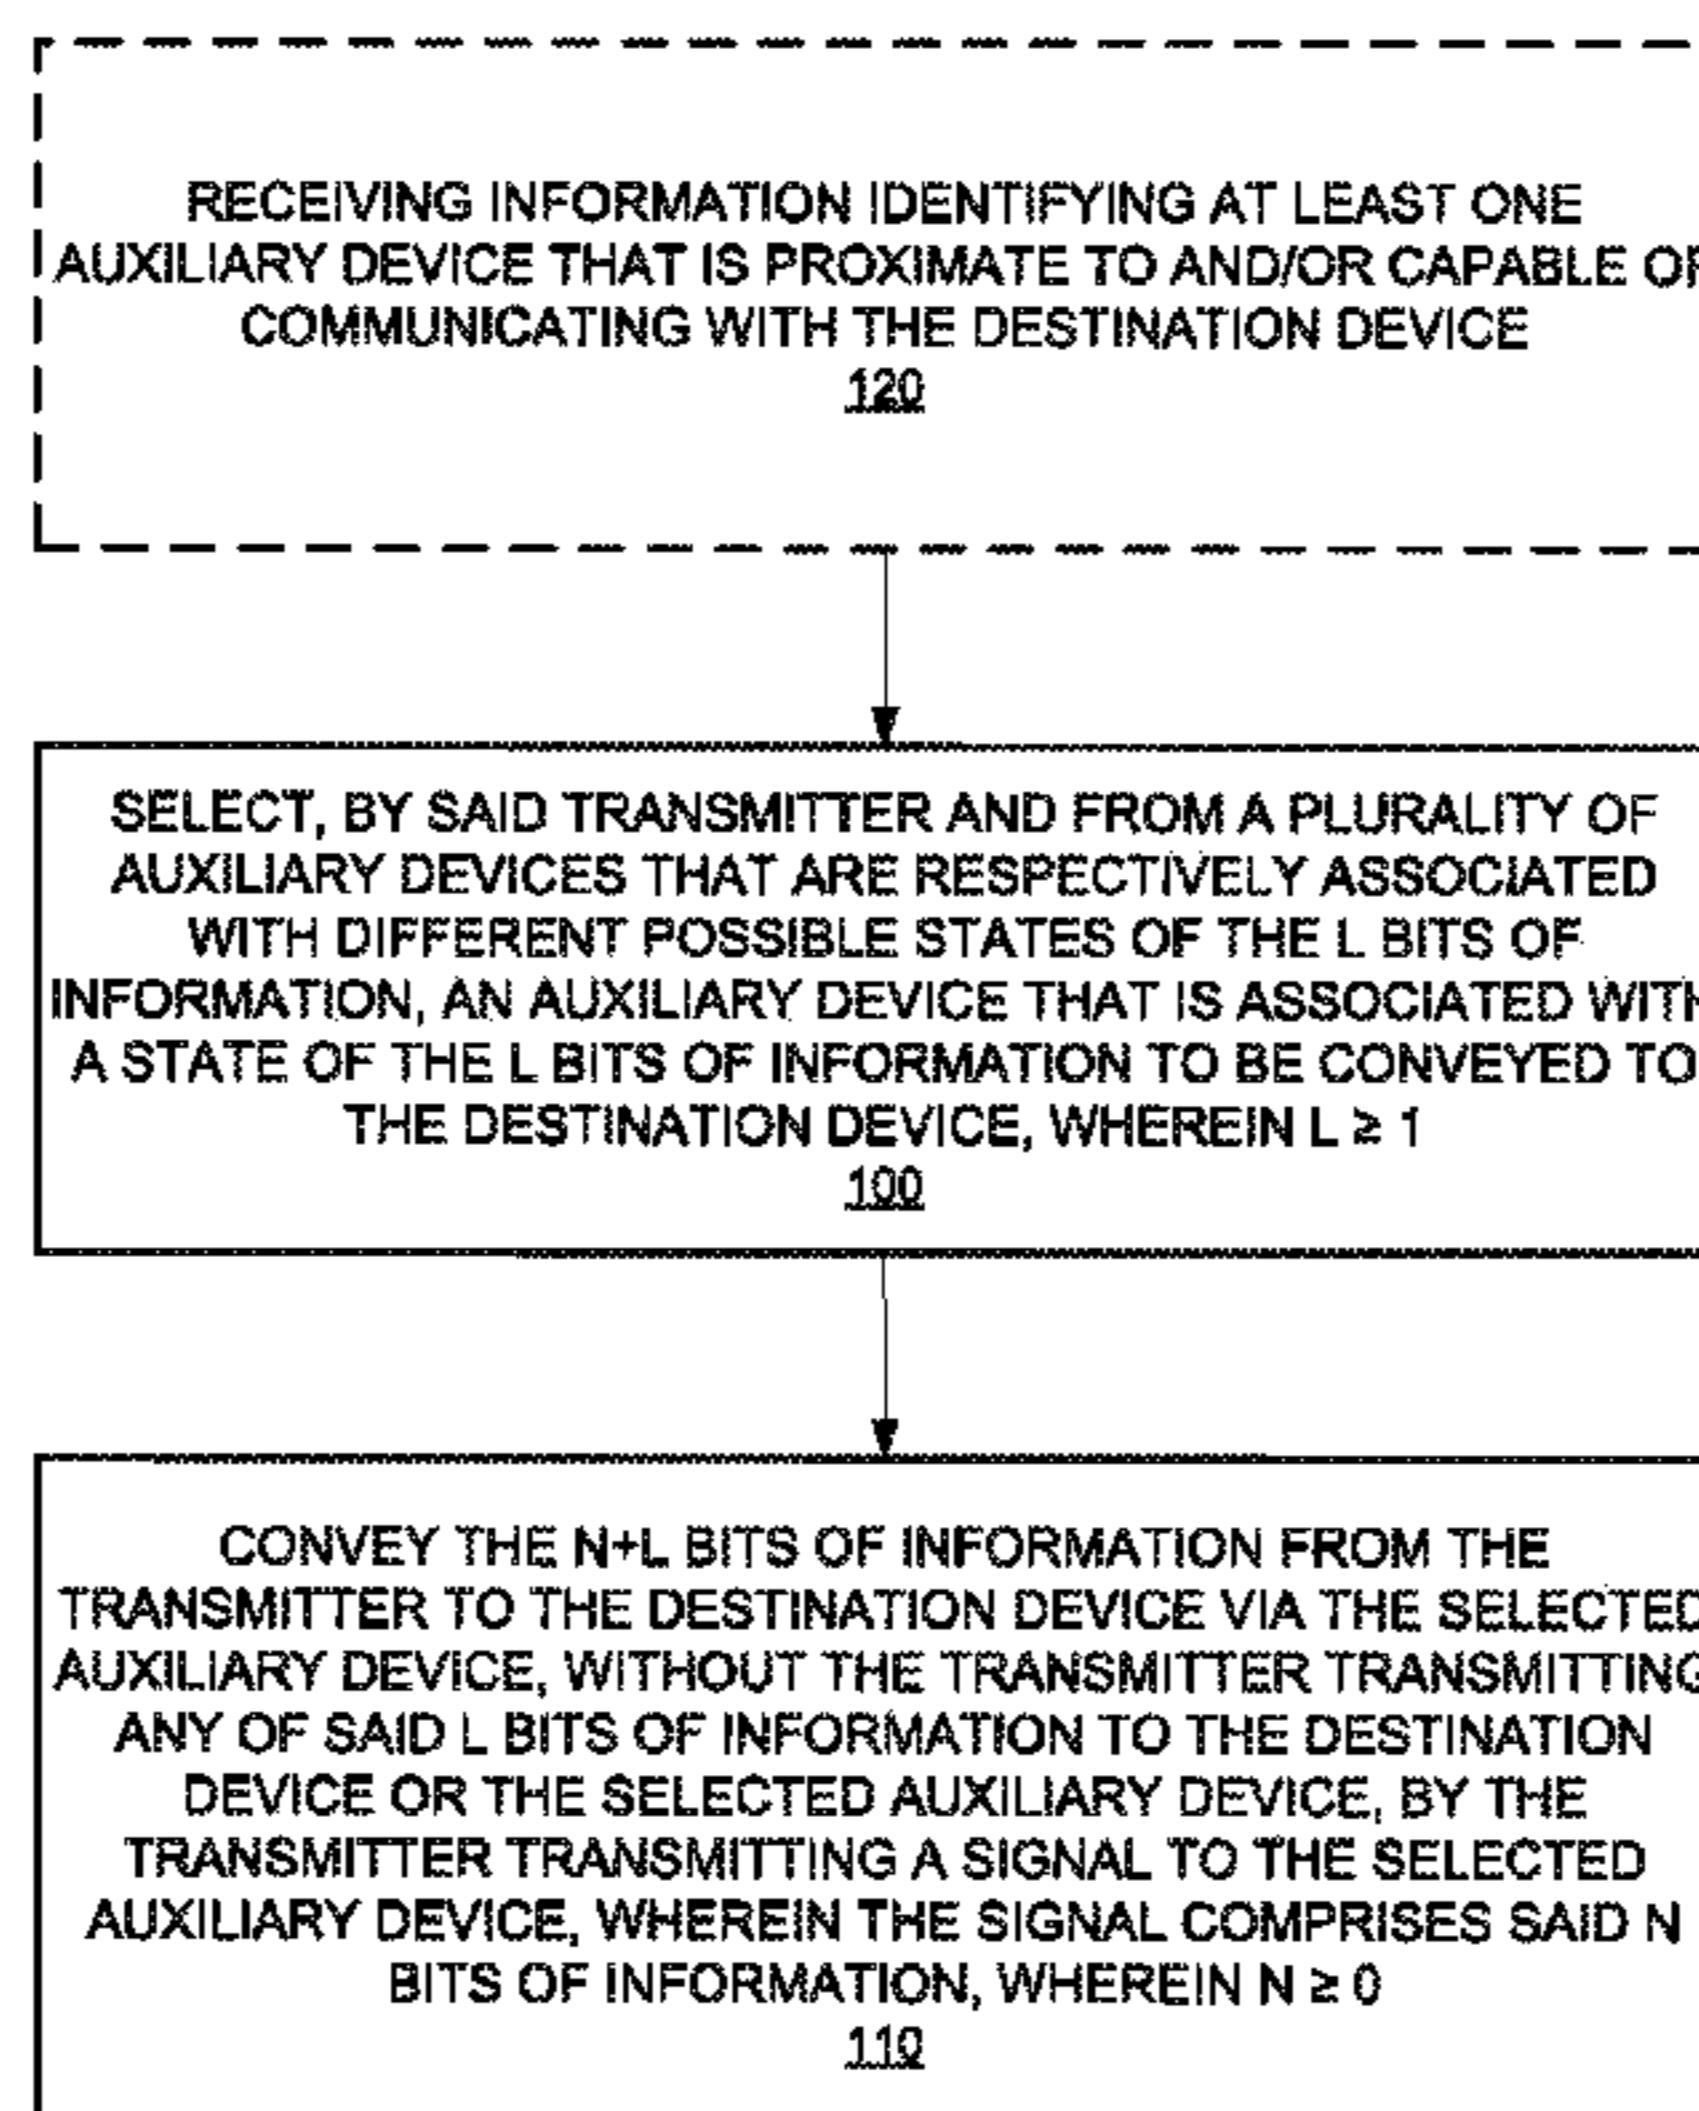 RECEIVING INFORMATION IDENTIFYING AT LEAST ONE
AUXILIARY DEVICE THAT IS PROXIMATE TO AND/OR CAPABLE OF
COMMUNICATING WITH THE DESTINATION DEVICE
120
SELECT, BY SAID TRANSMITTER AND FROM A PLURALITY OF
AUXILIARY DEVICES THAT ARE RESPECTIVELY ASSOCIATED
WITH DIFFERENT POSSIBLE STATES OF THE L BITS OF
INFORMATION, AN AUXILIARY DEVICE THAT IS ASSOCIATED WITH
A STATE OF THE L BITS OF INFORMATION TO BE CONVEYED TO
THE DESTINATION DEVICE, WHEREIN L ≥ 1
100
CONVEY THE N+L BITS OF INFORMATION FROM THE
TRANSMITTER TO THE DESTINATION DEVICE VIA THE SELECTED
AUXILIARY DEVICE, WITHOUT THE TRANSMITTER TRANSMITTING
ANY OF SAID L BITS OF INFORMATION TO THE DESTINATION
DEVICE OR THE SELECTED AUXILIARY DEVICE, BY THE
TRANSMITTER TRANSMITTING A SIGNAL TO THE SELECTED
AUXILIARY DEVICE, WHEREIN THE SIGNAL COMPRISES SAID N
BITS OF INFORMATION, WHEREIN N ≥ 0
110